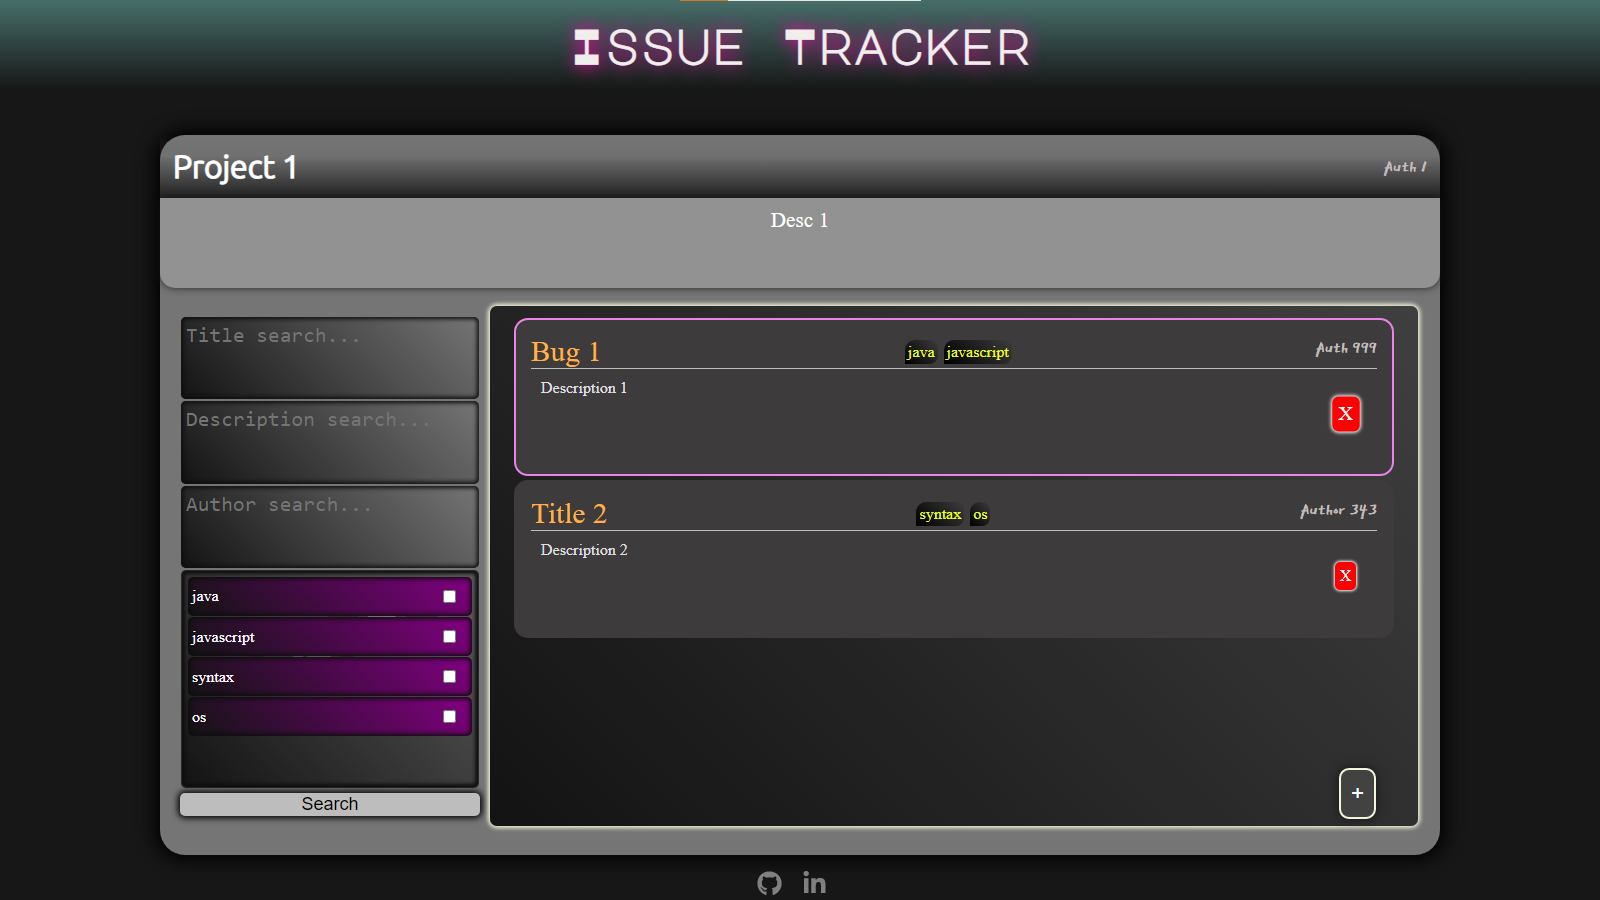 Issue Tracker
Project 1
Auth 1
Desc 1
Title search...
Description search...
Author search...
java
javascript
syntax
os
Search
Bug 1
java javascript
Auth 999
Description 1
X
Title 2
syntax os
Author 343
Description 2
X
+
in